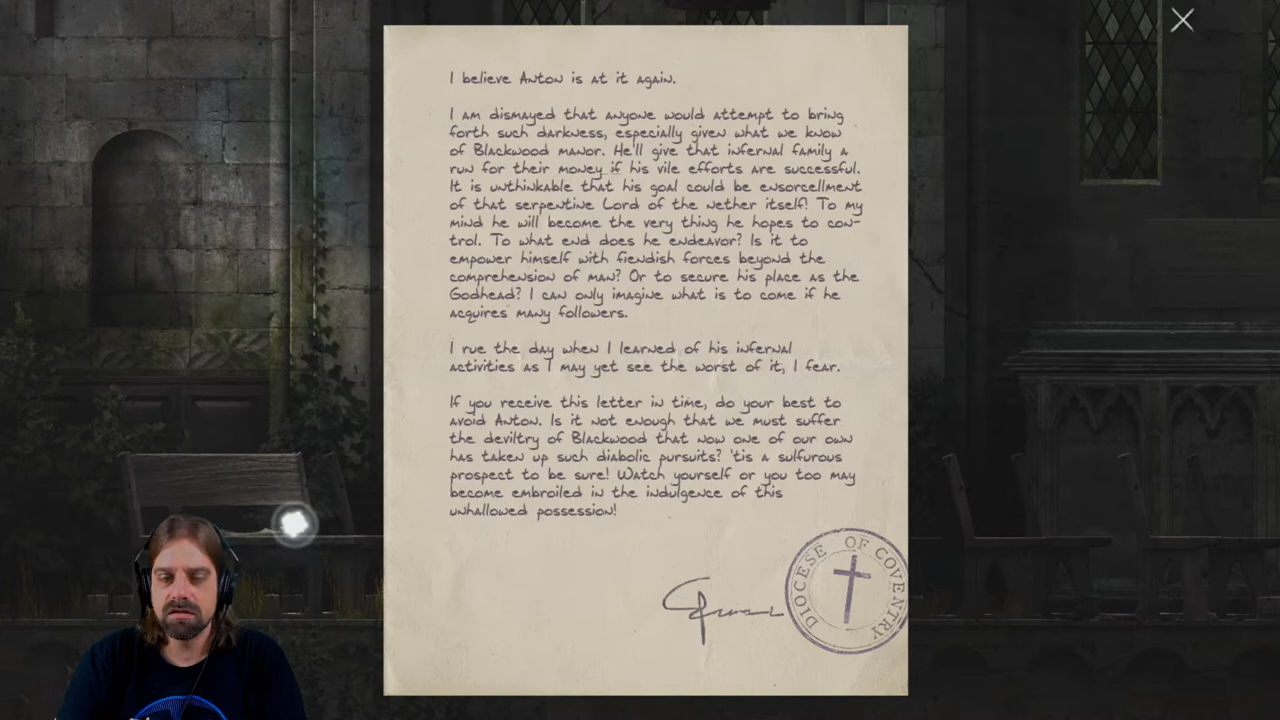 I believe Anton is at it again.
I am dismayed that anyone would attempt to bring
forth such darkness, especially given what we know
of Blackwood manor. He'll give that infernal family a
run for their money if his vile efforts are successful.
It is unthinkable that his goal could be ensorcellment
of that serpentine Lord of the Nether itself! To my
mind he will become the very thing he hopes to con-
trol. To what end does he endeavor? Is it to
empower himself with fiendish forces beyond the
comprehension of man? Or to secure his place as the
Godhead? I can only imagine what is to come if he
acquires many followers.
I rue the day when I learned of his infernal
activities as I may yet see the worst of it, I fear.
If you receive this letter in time, do your best to
avoid Anton. Is it not enough that we must suffer
the deviltry of Blackwood that now one of our own
has taken up such diabolic pursuits? 'tis a sulfurous
prospect to be sure! Watch yourself or you too may
become embroiled in the indulgence of this
unhallowed possession!
DIOCESE OF COVENTRY